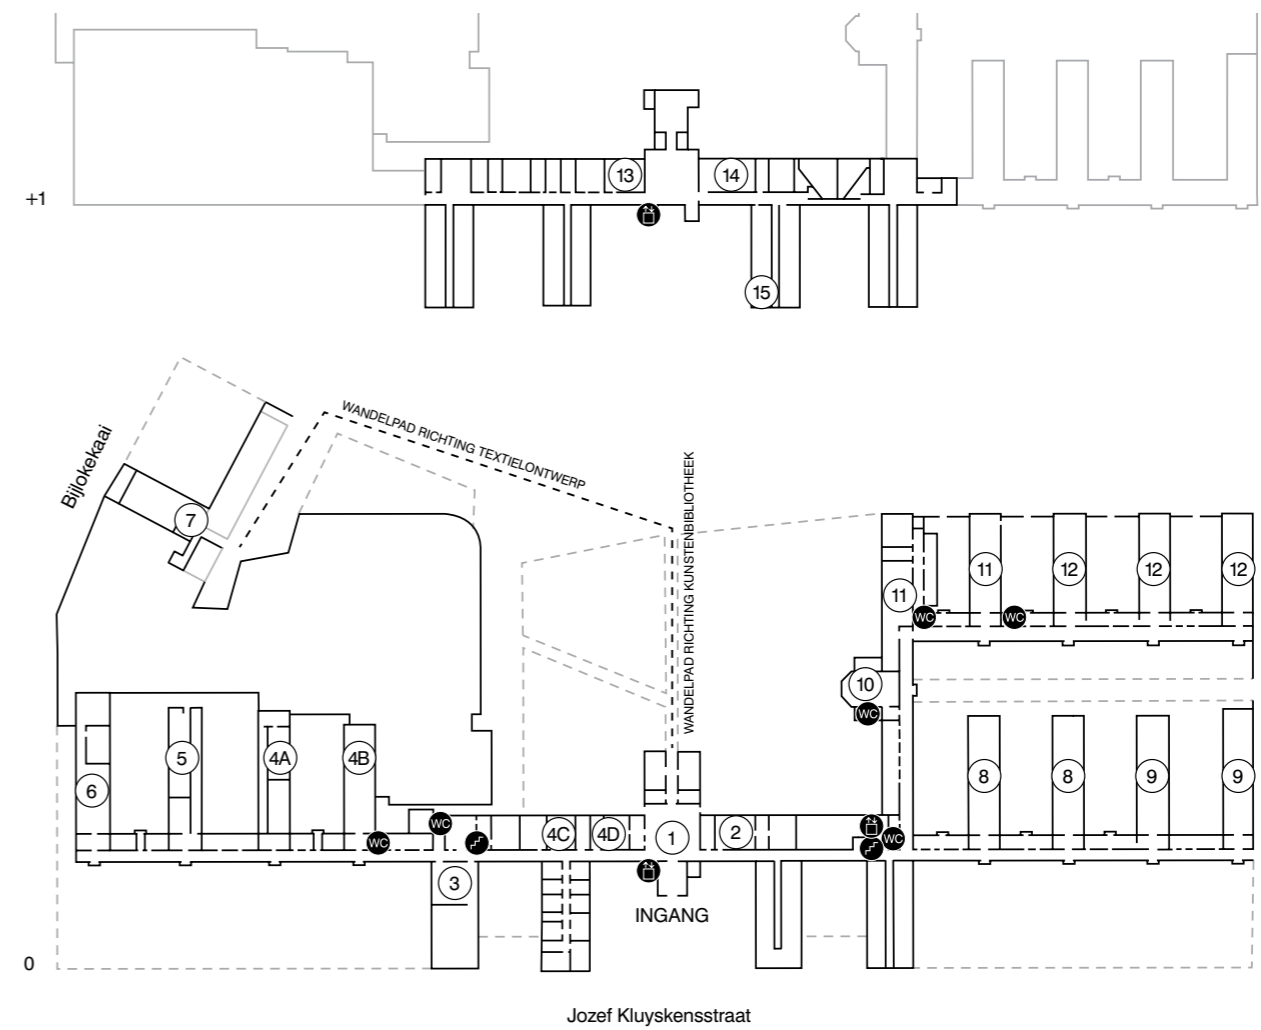 13
14
+1
15
WANDELPAD RICHTING TEXTIELONTWERP
Bijlokekaai
WANDELPAD RICHTING KUNSTENBIBLIOTHEEK
7
11
12
12
12
11
WC
WC
10
WC
5
4A
4B
6
8
8
9
9
WC
WC
4C
4D
1
2
WC
3
INGANG
0
Jozef Kluyskensstraat